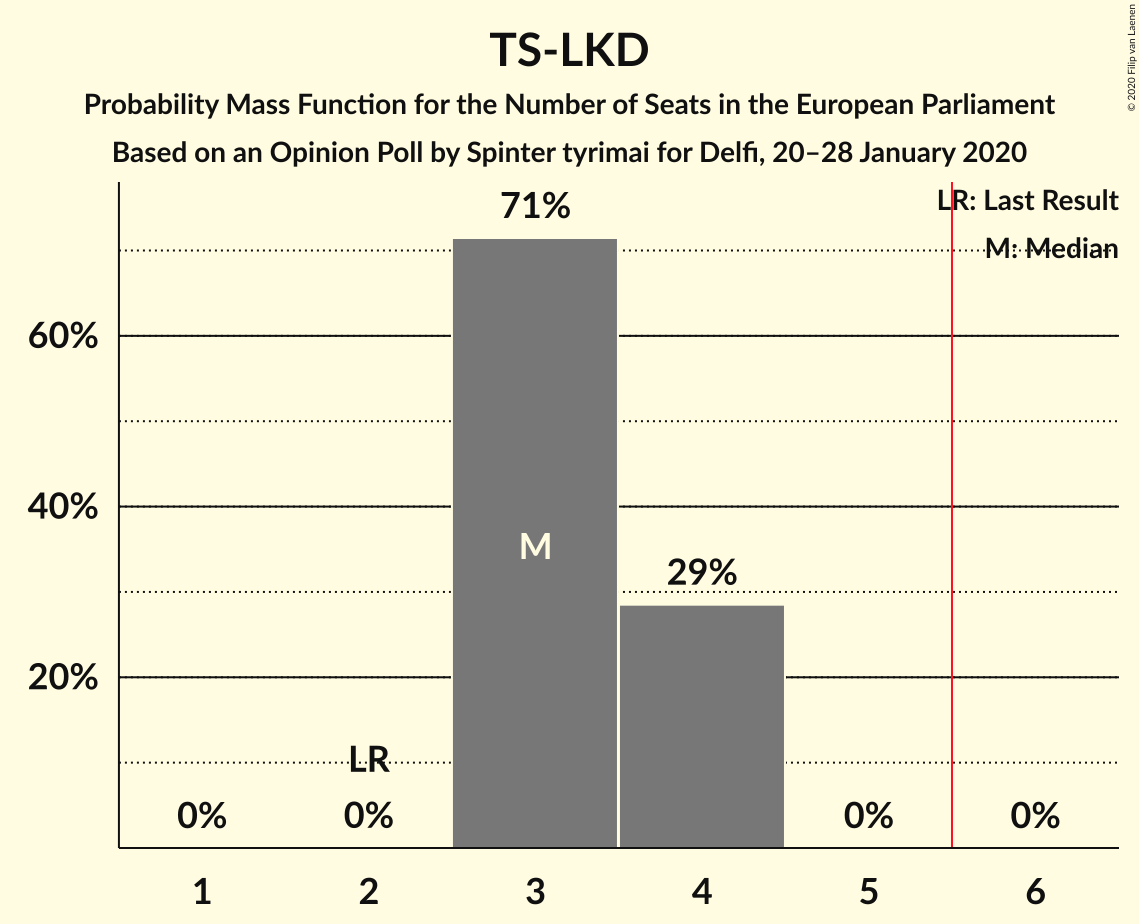 TS-LKD
Probability Mass Function for the Number of Seats in the European Parliament
Based on an Opinion Poll by Spinter tyrimai for Delfi, 20–28 January 2020
© 2020 Filip van Laenen
LR: Last Result
M: Median
71%
60%
40%
M
29%
20%
LR
0%
0%
0%
0%
1
2
3
4
5
6